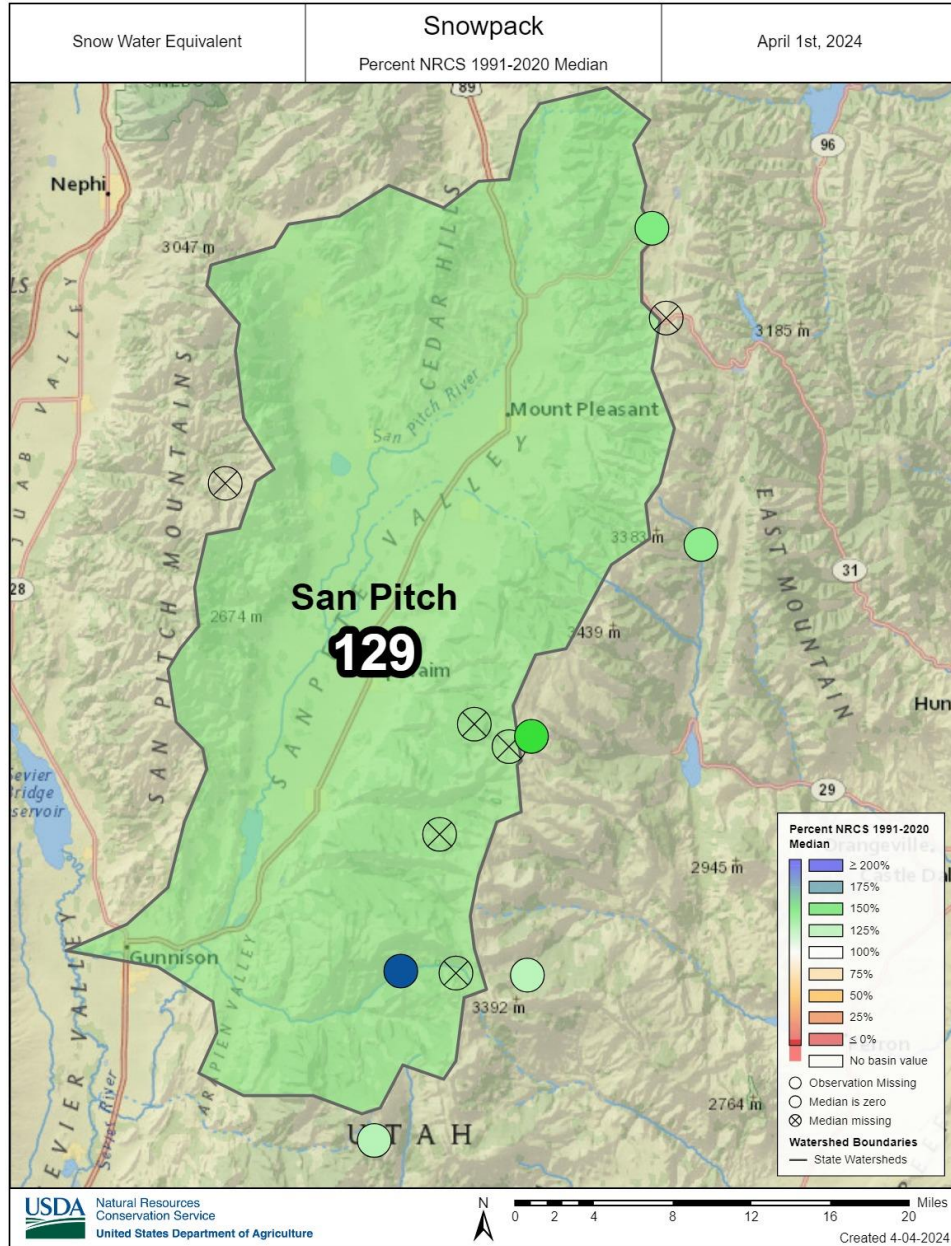 Snow Water Equivalent
Snowpack
Percent NRCS 1991-2020 Median
April 1st, 2024
89
96
Nephi
3047 m
CEDAR HILLS
JUAB VALLEY
3185 m
San Pitch River
Mount Pleasant
SAN PITCH MOUNTAINS
SANPETE VALLEY
3383 m
EAST MOUNTAIN
31
28
San Pitch
2674 m
129
3439 m
Hun
29
2945 m
Gunnison
ARAPIEN VALLEY
3392 m
SEVIER VALLEY
2764 m
UTAH
Percent NRCS 1991-2020
Median
≥ 200%
175%
150%
125%
100%
75%
50%
25%
≤ 0%
No basin value
Observation Missing
Median is zero
Median missing
Watershed Boundaries
State Watersheds
USDA
Natural Resources
Conservation Service
United States Department of Agriculture
N
Miles
0 2 4 8 12 16 20
Created 4-04-2024